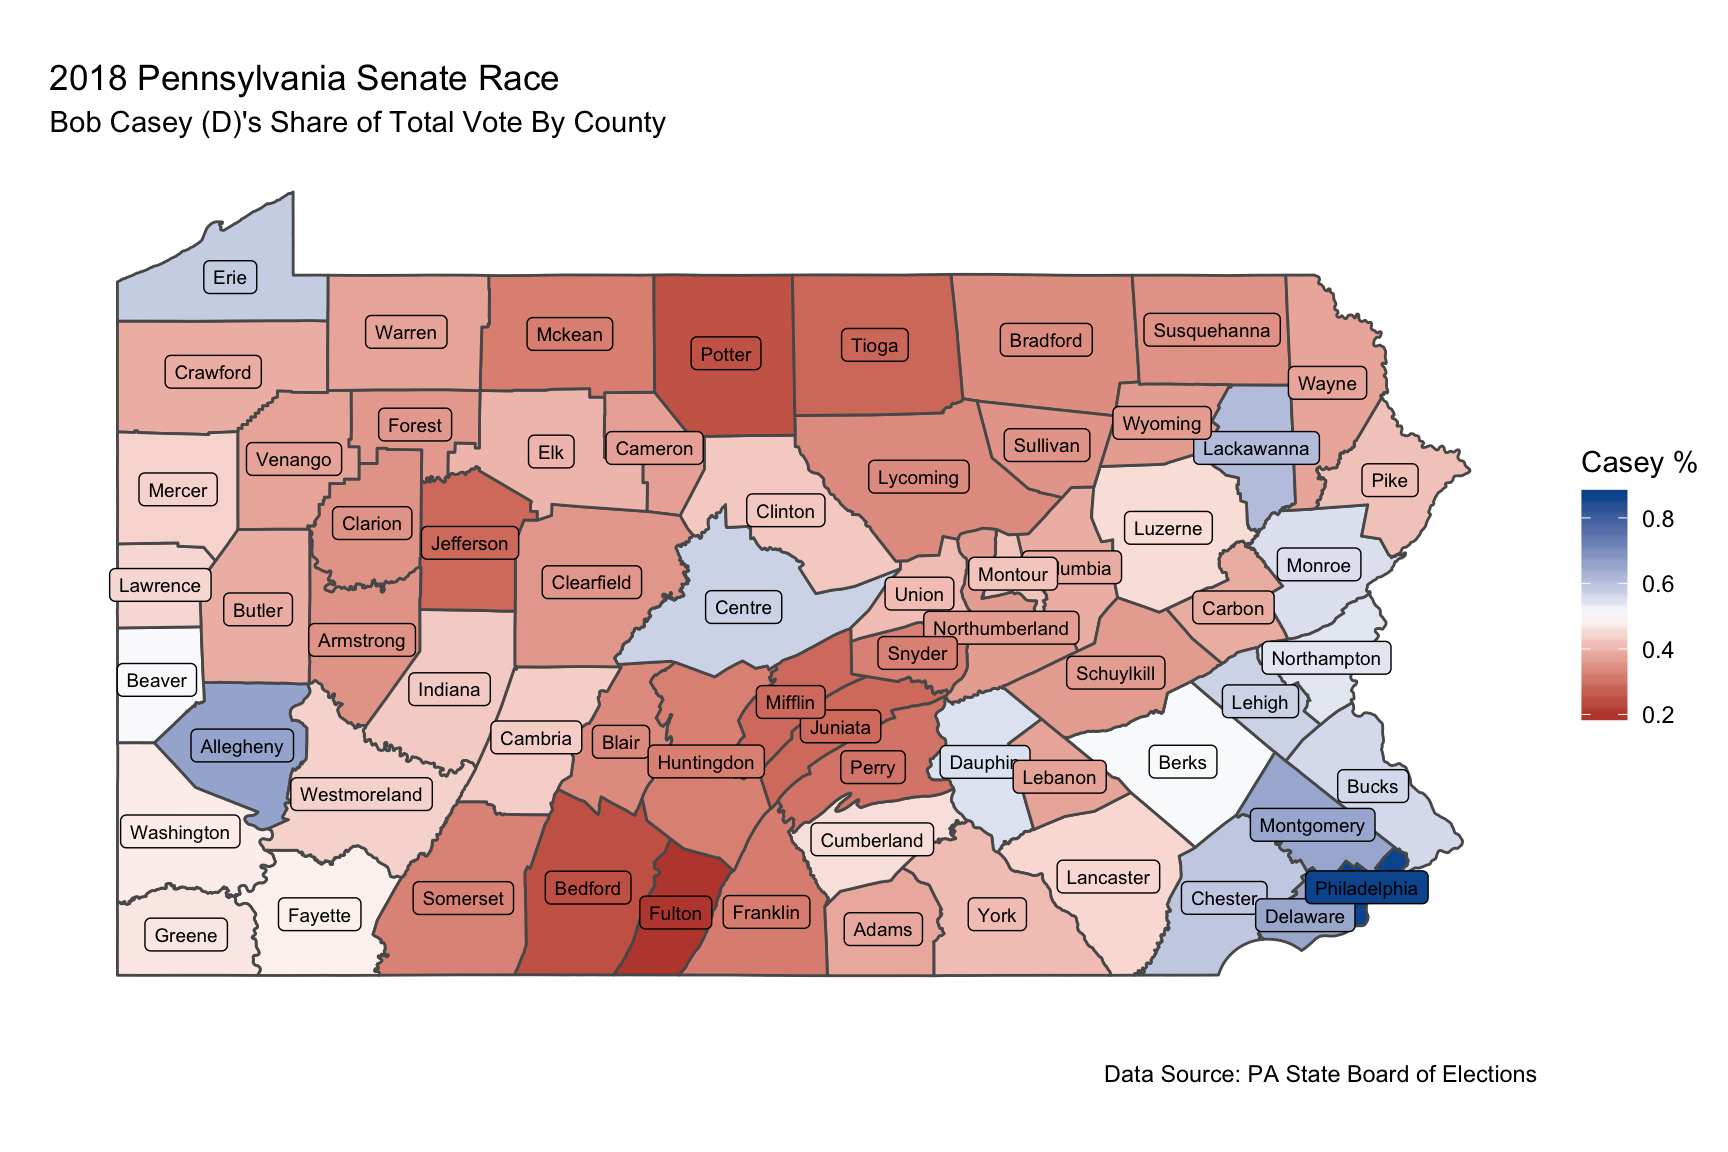 2018 Pennsylvania Senate Race
Bob Casey (D)'s Share of Total Vote By County
Erie
Warren
Mckean
Potter
Tioga
Bradford
Susquehanna
Crawford
Wayne
Forest
Venango
Elk
Cameron
Sullivan
Wyoming
Lackawanna
Mercer
Clarion
Jefferson
Lycoming
Clinton
Luzerne
Pike
Lawrence
Butler
Clearfield
Centre
Union
Montour
umbia
Carbon
Monroe
Armstrong
Northumberland
Snyder
Beaver
Indiana
Schuylkill
Northampton
Lehigh
Mifflin
Juniata
Allegheny
Cambria
Blair
Huntingdon
Perry
Dauphin
Lebanon
Berks
Bucks
Westmoreland
Washington
Cumberland
Montgomery
Lancaster
Chester
Philadelphia
Delaware
Greene
Fayette
Somerset
Bedford
Fulton
Franklin
Adams
York
Casey %
0.8
0.6
0.4
0.2
Data Source: PA State Board of Elections